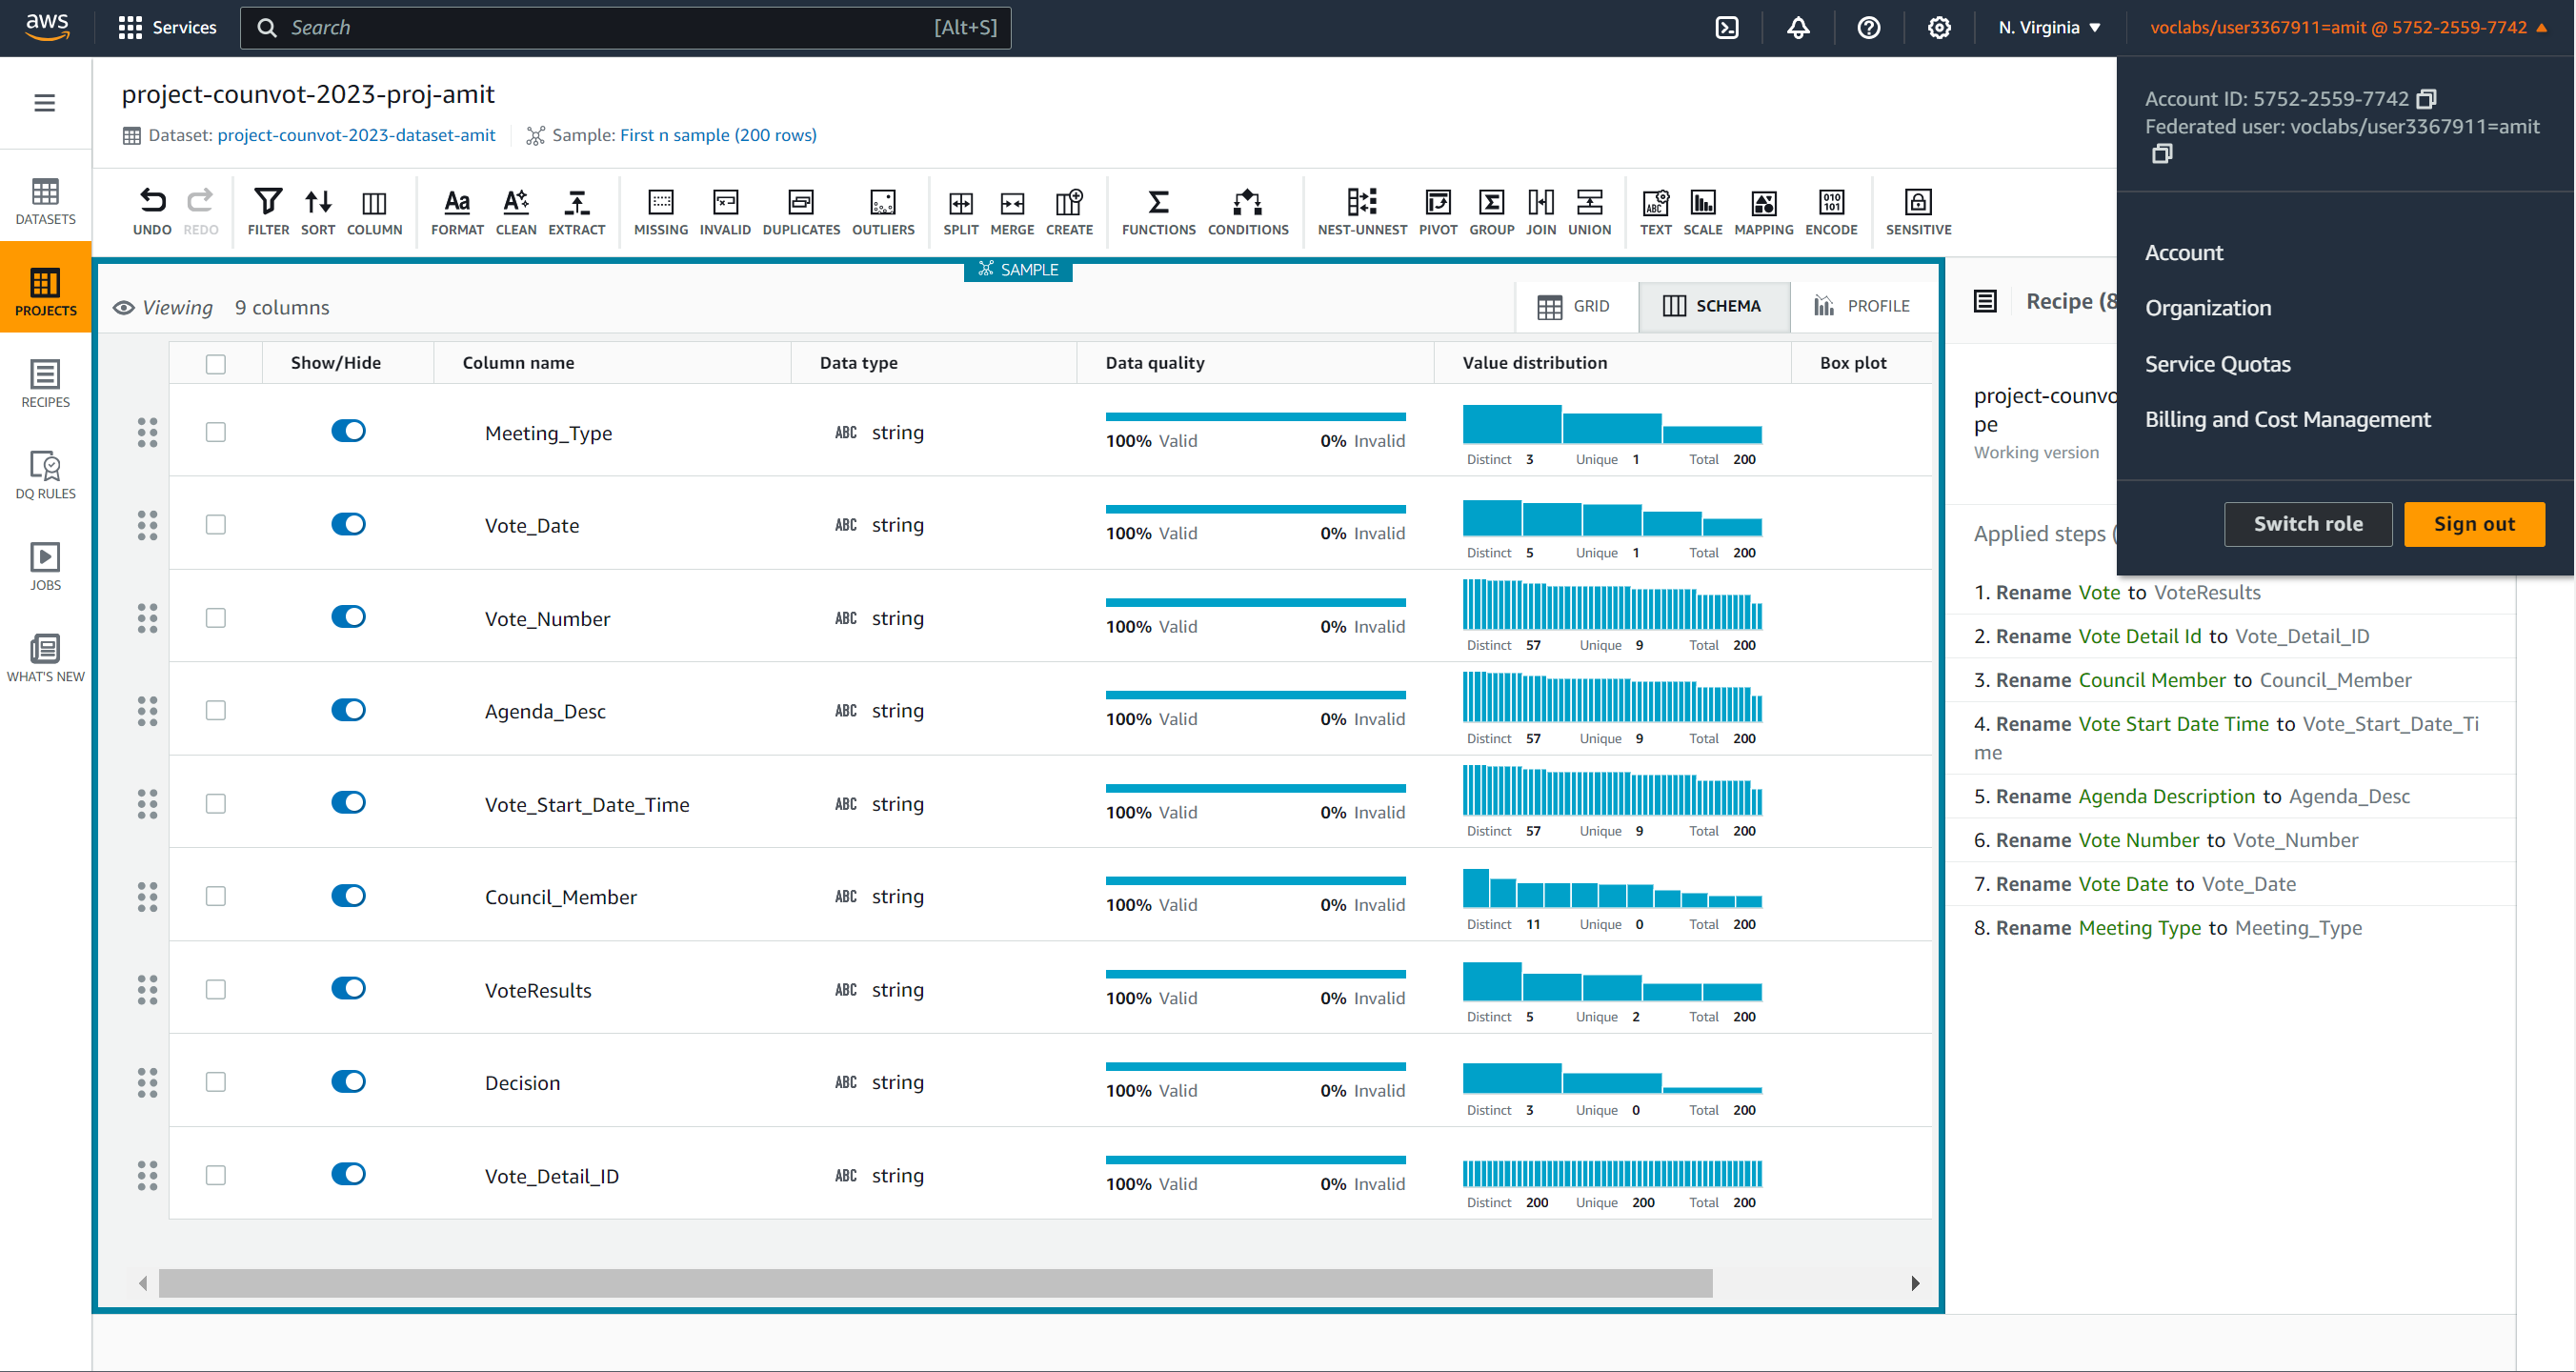 aws
Services
Search
[Alt+S]
N. Virginia
voclabs/user3367911=amit @ 5752-2559-7742
Account ID: 5752-2559-7742
Federated user: voclabs/user3367911=amit
Account
Organization
Service Quotas
Billing and Cost Management
Switch role
Sign out
DATASETS
PROJECTS
RECIPES
DQ RULES
JOBS
WHAT'S NEW
project-counvot-2023-proj-amit
Dataset: project-counvot-2023-dataset-amit
Sample: First n sample (200 rows)
UNDO REDO FILTER SORT COLUMN FORMAT CLEAN EXTRACT MISSING INVALID DUPLICATES OUTLIERS SPLIT MERGE CREATE FUNCTIONS CONDITIONS NEST-UNNEST PIVOT GROUP JOIN UNION TEXT SCALE MAPPING ENCODE SENSITIVE
SAMPLE
Viewing 9 columns
GRID SCHEMA PROFILE
Show/Hide Column name Data type Data quality Value distribution Box plot
Meeting_Type ABC string 100% Valid 0% Invalid
Distinct 3 Unique 1 Total 200
Vote_Date ABC string 100% Valid 0% Invalid
Distinct 5 Unique 1 Total 200
Vote_Number ABC string 100% Valid 0% Invalid
Distinct 57 Unique 9 Total 200
Agenda_Desc ABC string 100% Valid 0% Invalid
Distinct 57 Unique 9 Total 200
Vote_Start_Date_Time ABC string 100% Valid 0% Invalid
Distinct 57 Unique 9 Total 200
Council_Member ABC string 100% Valid 0% Invalid
Distinct 11 Unique 0 Total 200
VoteResults ABC string 100% Valid 0% Invalid
Distinct 5 Unique 2 Total 200
Decision ABC string 100% Valid 0% Invalid
Distinct 3 Unique 0 Total 200
Vote_Detail_ID ABC string 100% Valid 0% Invalid
Distinct 200 Unique 200 Total 200
Recipe (8
project-counvo
pe
Working version
Applied steps (
1. Rename Vote to VoteResults
2. Rename Vote Detail Id to Vote_Detail_ID
3. Rename Council Member to Council_Member
4. Rename Vote Start Date Time to Vote_Start_Date_Ti
me
5. Rename Agenda Description to Agenda_Desc
6. Rename Vote Number to Vote_Number
7. Rename Vote Date to Vote_Date
8. Rename Meeting Type to Meeting_Type